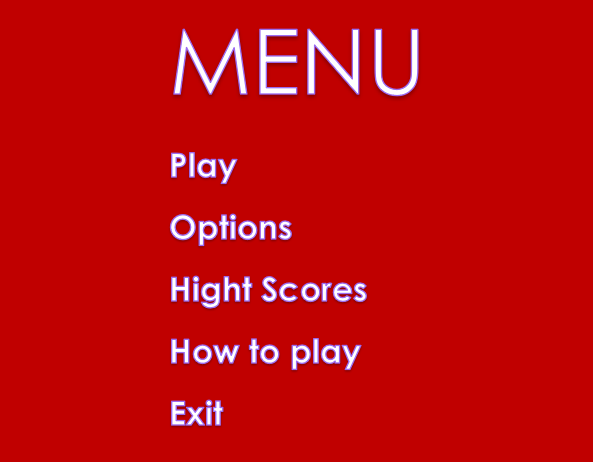 MENU
Play
Options
Hight Scores
How to play
Exit